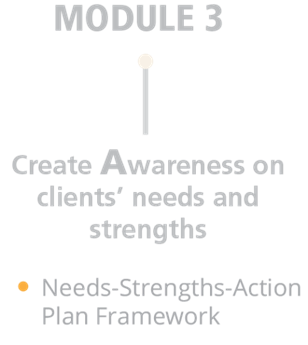 MODULE 3
Create Awareness on
clients’ needs and
strengths
• Needs-Strengths-Action
Plan Framework